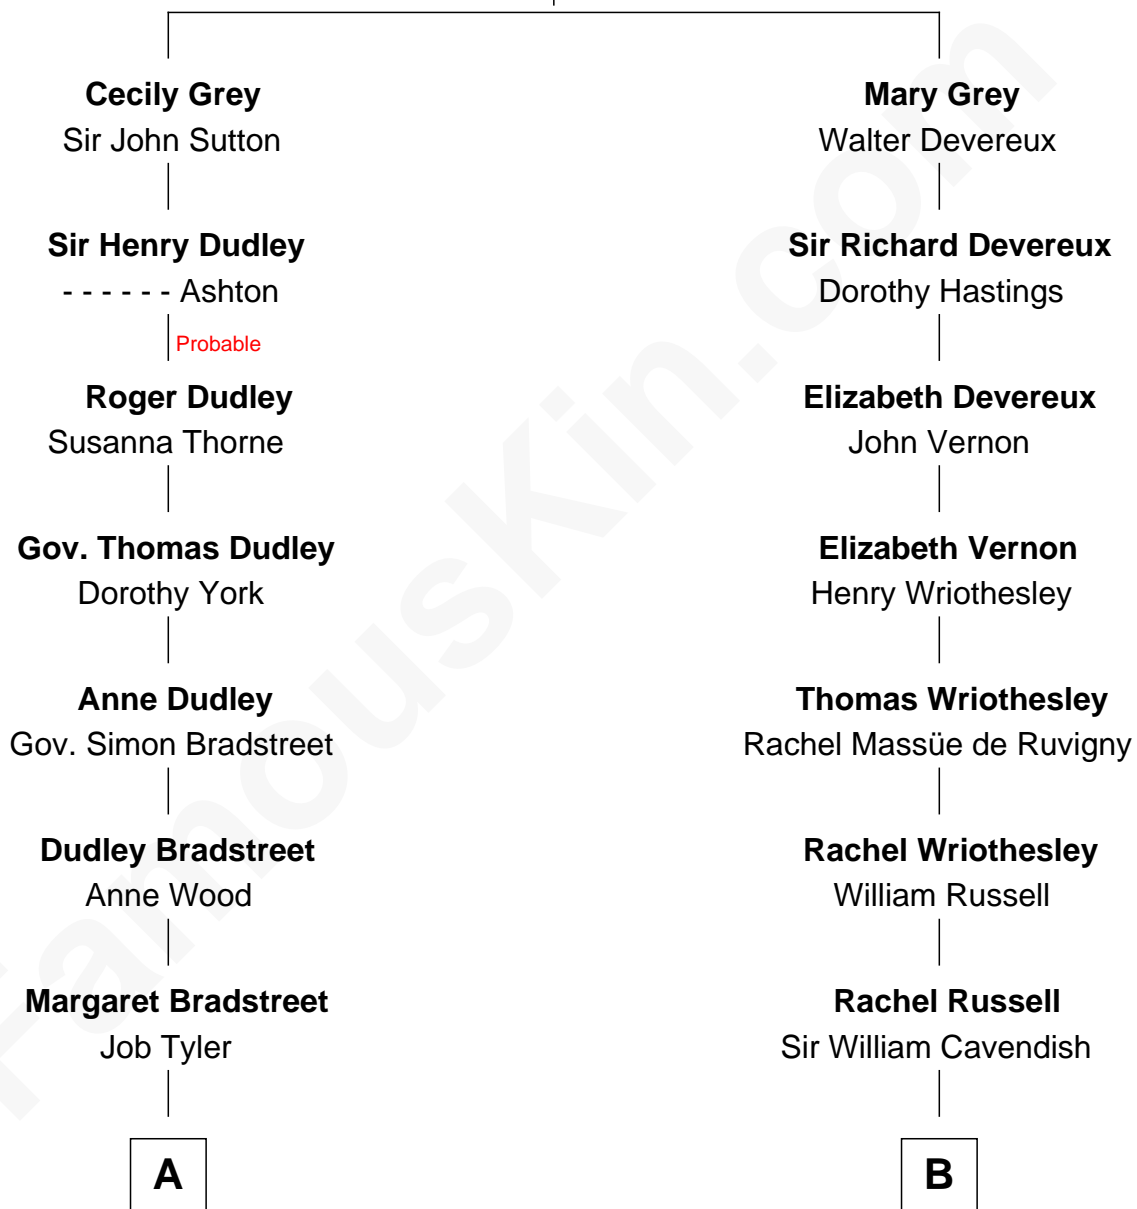 Cecily Grey
Sir John Sutton
Sir Henry Dudley
- - - - - - Ashton
Probable
Roger Dudley
Susanna Thorne
Gov. Thomas Dudley
Dorothy York
Anne Dudley
Gov. Simon Bradstreet
Dudley Bradstreet
Anne Wood
Margaret Bradstreet
Job Tyler
A
Mary Grey
Walter Devereux
Sir Richard Devereux
Dorothy Hastings
Elizabeth Devereux
John Vernon
Elizabeth Vernon
Henry Wriothesley
Thomas Wriothesley
Rachel Massüe de Ruvigny
Rachel Wriothesley
William Russell
Rachel Russell
Sir William Cavendish
B
FamousKin.com